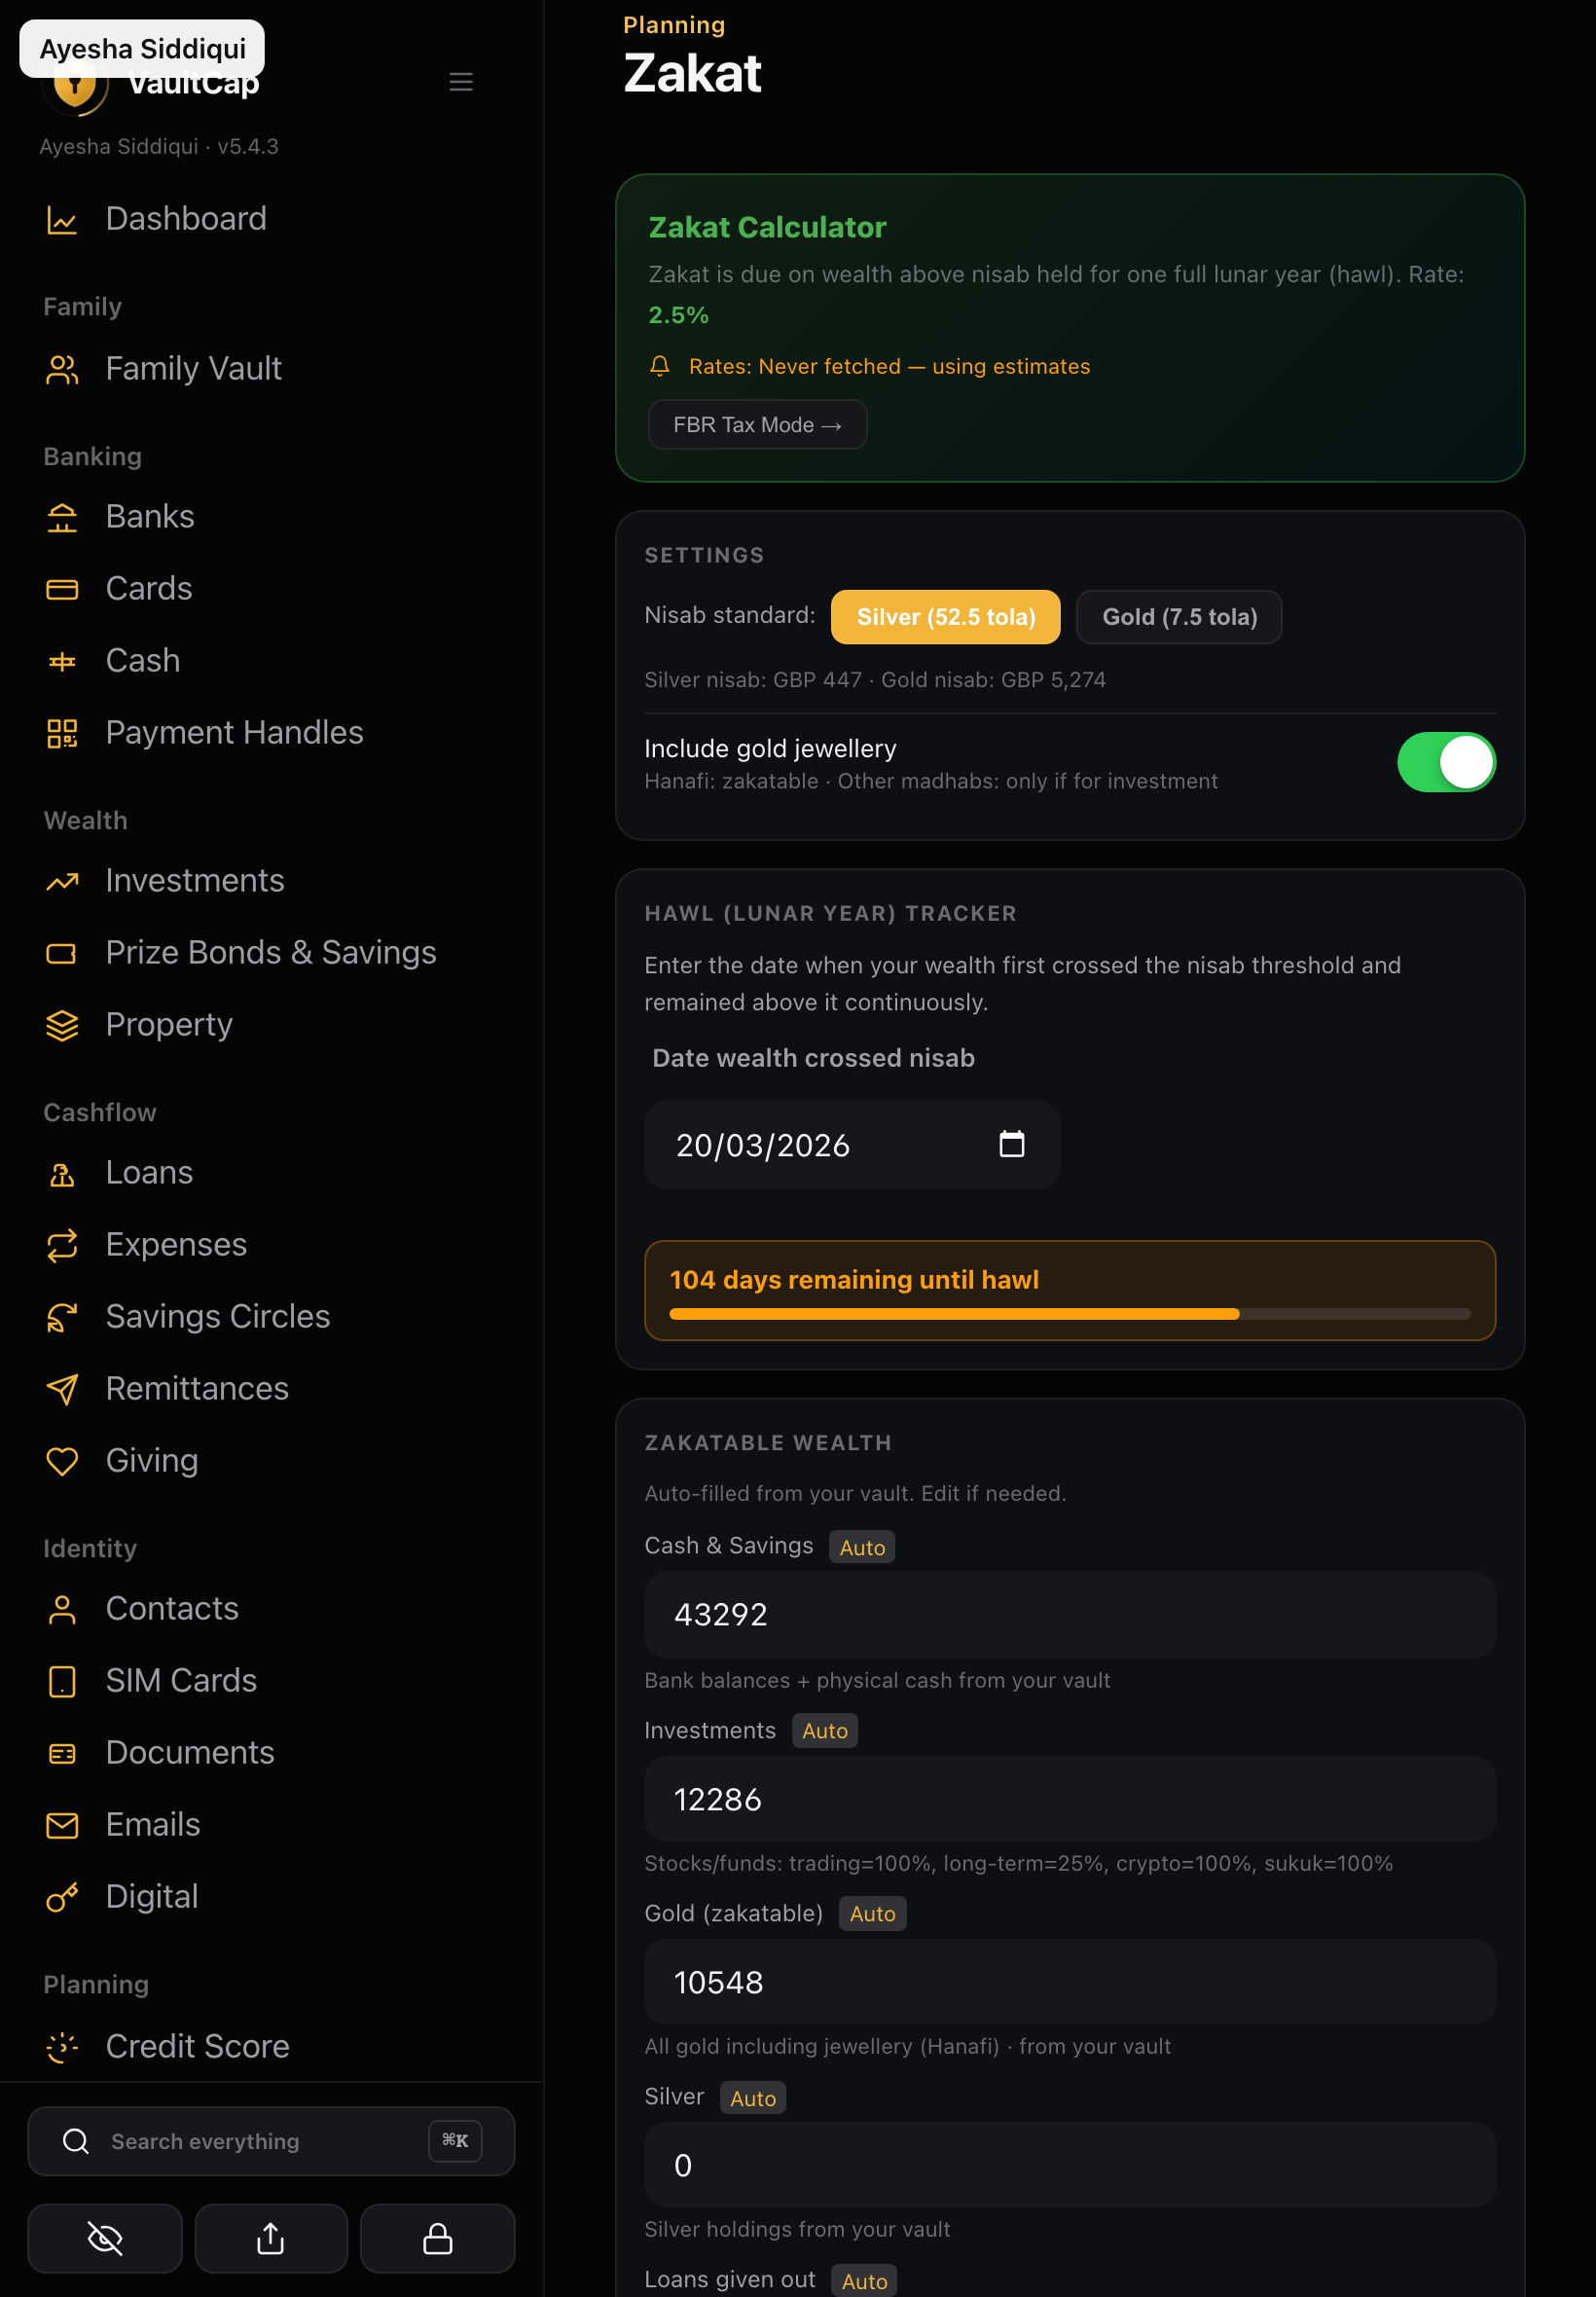 Ayesha Siddiqui
VaultCap
Ayesha Siddiqui · v5.4.3
Dashboard
Family
Family Vault
Banking
Banks
Cards
Cash
Payment Handles
Wealth
Investments
Prize Bonds & Savings
Property
Cashflow
Loans
Expenses
Savings Circles
Remittances
Giving
Identity
Contacts
SIM Cards
Documents
Emails
Digital
Planning
Credit Score
Search everything
⌘K
Planning
Zakat
Zakat Calculator
Zakat is due on wealth above nisab held for one full lunar year (hawl). Rate:
2.5%
Rates: Never fetched — using estimates
FBR Tax Mode →
SETTINGS
Nisab standard: Silver (52.5 tola) Gold (7.5 tola)
Silver nisab: GBP 447 · Gold nisab: GBP 5,274
Include gold jewellery
Hanafi: zakatable · Other madhabs: only if for investment
HAWL (LUNAR YEAR) TRACKER
Enter the date when your wealth first crossed the nisab threshold and
remained above it continuously.
Date wealth crossed nisab
20/03/2026
104 days remaining until hawl
ZAKATABLE WEALTH
Auto-filled from your vault. Edit if needed.
Cash & Savings Auto
43292
Bank balances + physical cash from your vault
Investments Auto
12286
Stocks/funds: trading=100%, long-term=25%, crypto=100%, sukuk=100%
Gold (zakatable) Auto
10548
All gold including jewellery (Hanafi) · from your vault
Silver Auto
0
Silver holdings from your vault
Loans given out Auto